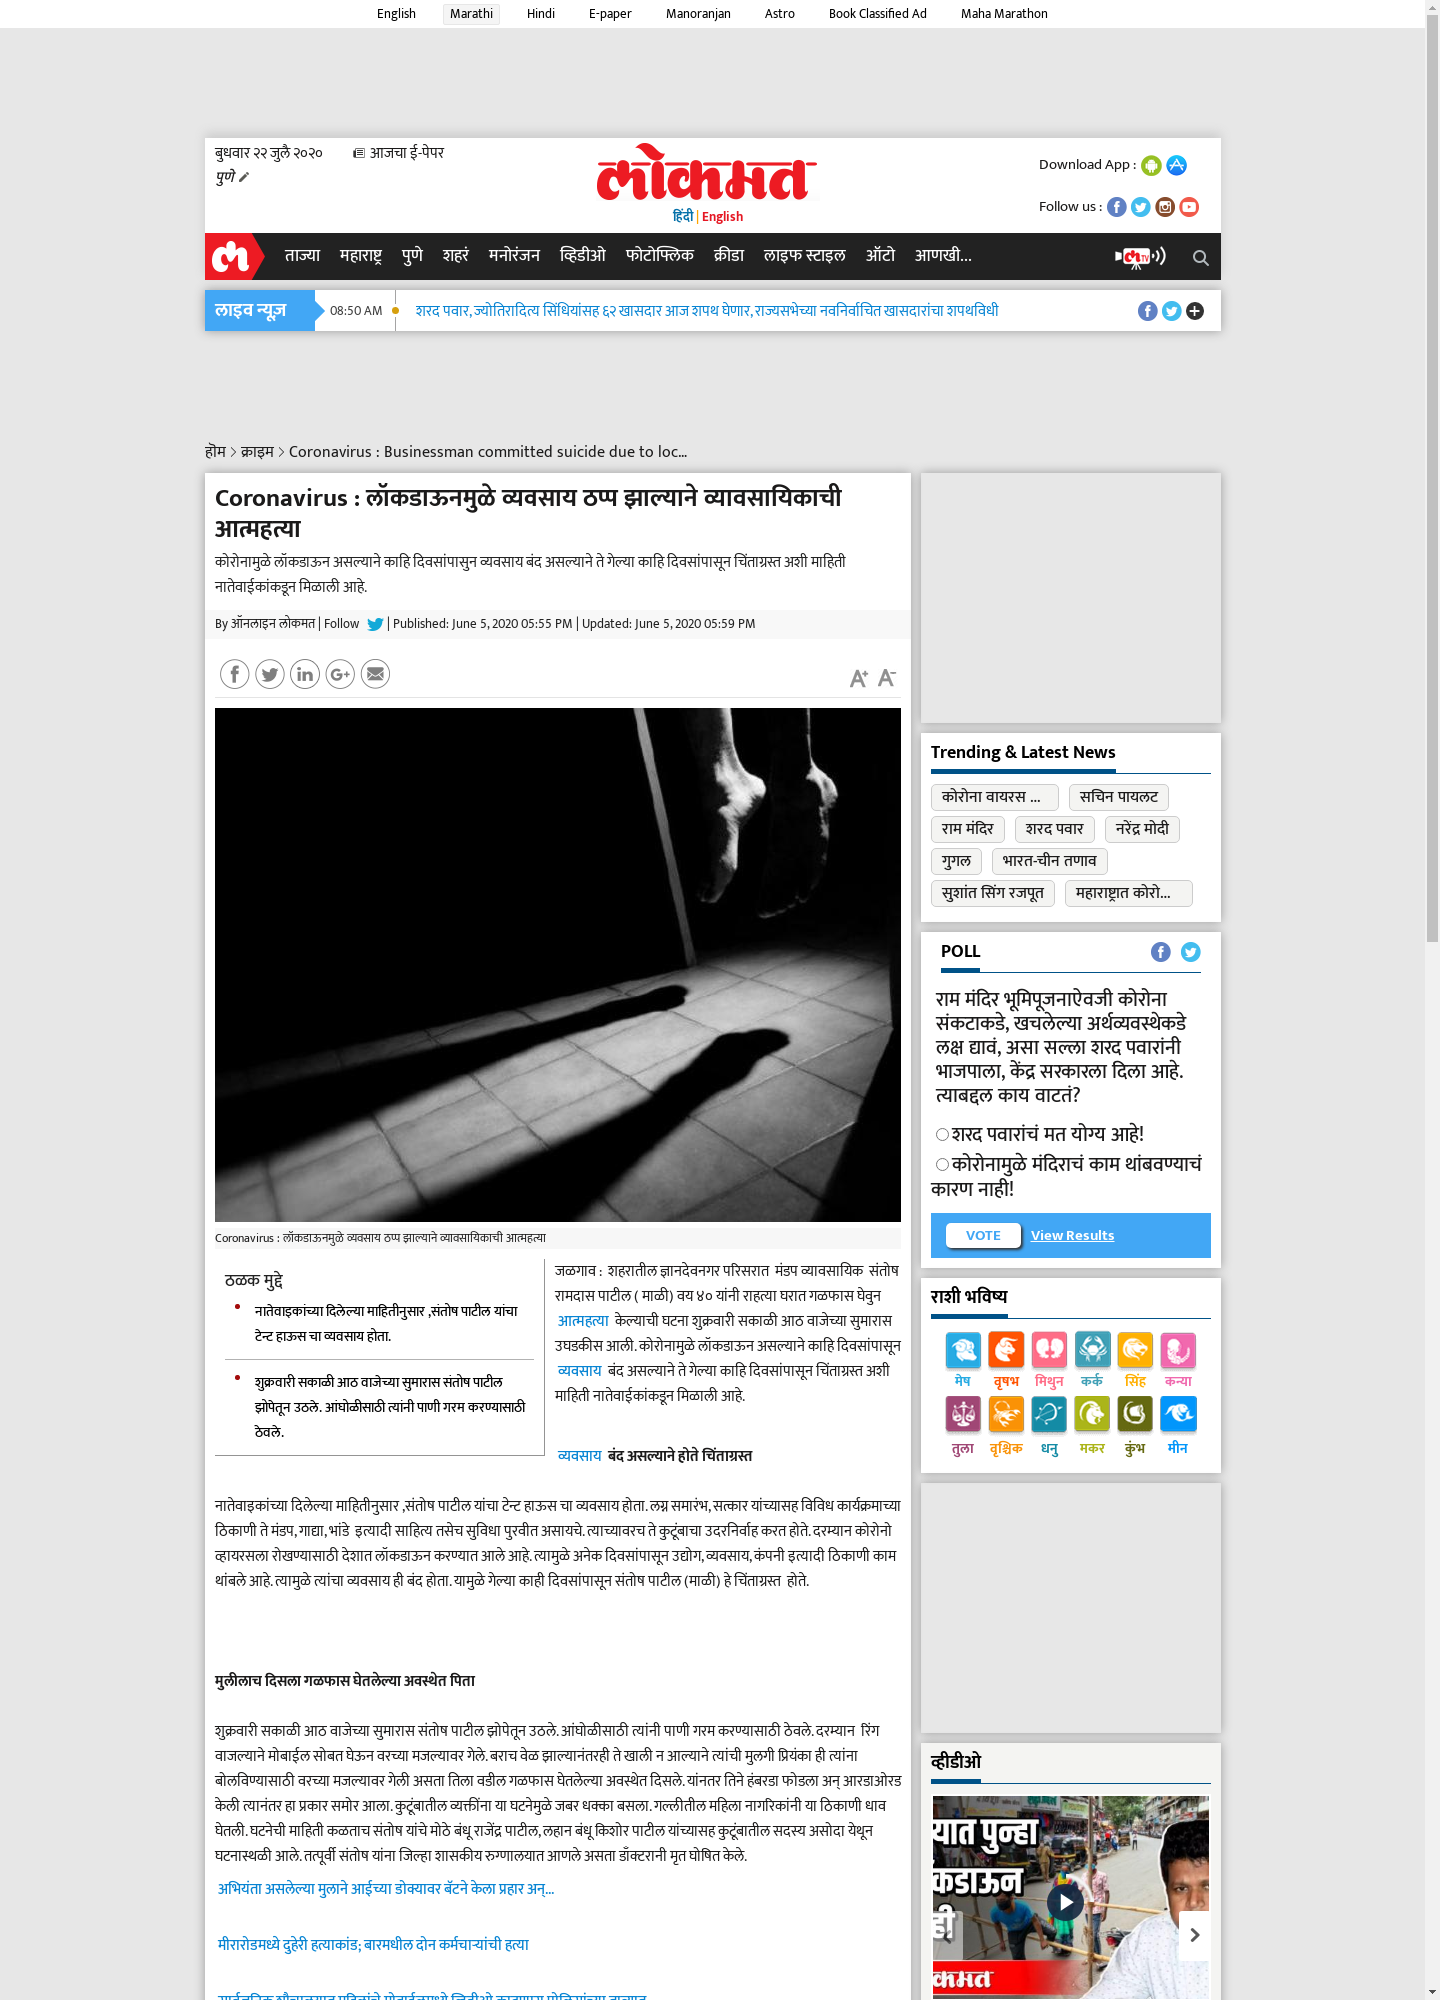 English Marathi Hindi E-paper Manoranjan Astro Book Classified Ad Maha Marathon
बुधवार २२ जुलै २०२० आजचा ई-पेपर
पुणे
लोकमत
हिंदी | English
Download App :
Follow us :
ताज्या महाराष्ट्र पुणे शहरं मनोरंजन व्हिडीओ फोटोफ्लिक क्रीडा लाइफ स्टाइल ऑटो आणखी...
लाइव न्यूज़ 08:50 AM शरद पवार, ज्योतिरादित्य सिंधियांसह ६२ खासदार आज शपथ घेणार, राज्यसभेच्या नवनिर्वाचित खासदारांचा शपथविधी
हॊम > क्राइम > Coronavirus : Businessman committed suicide due to loc...
Coronavirus : लॉकडाऊनमुळे व्यवसाय ठप्प झाल्याने व्यावसायिकाची
आत्महत्या
कोरोनामुळे लॉकडाऊन असल्याने काहि दिवसांपासुन व्यवसाय बंद असल्याने ते गेल्या काहि दिवसांपासून चिंताग्रस्त अशी माहिती
नातेवाईकांकडून मिळाली आहे.
By ऑनलाइन लोकमत | Follow | Published: June 5, 2020 05:55 PM | Updated: June 5, 2020 05:59 PM
A+ A-
Coronavirus : लॉकडाऊनमुळे व्यवसाय ठप्प झाल्याने व्यावसायिकाची आत्महत्या
ठळक मुद्दे
नातेवाइकांच्या दिलेल्या माहितीनुसार ,संतोष पाटील यांचा
टेन्ट हाऊस चा व्यवसाय होता.
शुक्रवारी सकाळी आठ वाजेच्या सुमारास संतोष पाटील
झोपेतून उठले. आंघोळीसाठी त्यांनी पाणी गरम करण्यासाठी
ठेवले.
जळगाव : शहरातील ज्ञानदेवनगर परिसरात मंडप व्यावसायिक संतोष
रामदास पाटील ( माळी) वय ४० यांनी राहत्या घरात गळफास घेवुन
आत्महत्या केल्याची घटना शुक्रवारी सकाळी आठ वाजेच्या सुमारास
उघडकीस आली. कोरोनामुळे लॉकडाऊन असल्याने काहि दिवसांपासून
व्यवसाय बंद असल्याने ते गेल्या काहि दिवसांपासून चिंताग्रस्त अशी
माहिती नातेवाईकांकडून मिळाली आहे.
व्यवसाय बंद असल्याने होते चिंताग्रस्त
नातेवाइकांच्या दिलेल्या माहितीनुसार ,संतोष पाटील यांचा टेन्ट हाऊस चा व्यवसाय होता. लग्न समारंभ, सत्कार यांच्यासह विविध कार्यक्रमाच्या
ठिकाणी ते मंडप, गाद्या, भांडे इत्यादी साहित्य तसेच सुविधा पुरवीत असायचे. त्याच्यावरच ते कुटूंबाचा उदरनिर्वाह करत होते. दरम्यान कोरोनो
व्हायरसला रोखण्यासाठी देशात लॉकडाऊन करण्यात आले आहे. त्यामुळे अनेक दिवसांपासून उद्योग, व्यवसाय, कंपनी इत्यादी ठिकाणी काम
थांबले आहे. त्यामुळे त्यांचा व्यवसाय ही बंद होता. यामुळे गेल्या काही दिवसांपासून संतोष पाटील (माळी) हे चिंताग्रस्त होते.
मुलीलाच दिसला गळफास घेतलेल्या अवस्थेत पिता
शुक्रवारी सकाळी आठ वाजेच्या सुमारास संतोष पाटील झोपेतून उठले. आंघोळीसाठी त्यांनी पाणी गरम करण्यासाठी ठेवले. दरम्यान रिंग
वाजल्याने मोबाईल सोबत घेऊन वरच्या मजल्यावर गेले. बराच वेळ झाल्यानंतरही ते खाली न आल्याने त्यांची मुलगी प्रियंका ही त्यांना
बोलविण्यासाठी वरच्या मजल्यावर गेली असता तिला वडील गळफास घेतलेल्या अवस्थेत दिसले. यांनतर तिने हंबरडा फोडला अन् आरडाओरड
केली त्यानंतर हा प्रकार समोर आला. कुटूंबातील व्यक्तींना या घटनेमुळे जबर धक्का बसला. गल्लीतील महिला नागरिकांनी या ठिकाणी धाव
घेतली. घटनेची माहिती कळताच संतोष यांचे मोठे बंधू राजेंद्र पाटील, लहान बंधू किशोर पाटील यांच्यासह कुटूंबातील सदस्य असोदा येथून
घटनास्थळी आले. तत्पूर्वी संतोष यांना जिल्हा शासकीय रुग्णालयात आणले असता डॉक्टरानी मृत घोषित केले.
अभियंता असलेल्या मुलाने आईच्या डोक्यावर बॅटने केला प्रहार अन्...
मीरारोडमध्ये दुहेरी हत्याकांड; बारमधील दोन कर्मचाऱ्यांची हत्या
Trending & Latest News
कोरोना वायरस ... सचिन पायलट
राम मंदिर शरद पवार नरेंद्र मोदी
गुगल भारत-चीन तणाव
सुशांत सिंग रजपूत महाराष्ट्रात कोरो...
POLL
राम मंदिर भूमिपूजनाऐवजी कोरोना
संकटाकडे, खचलेल्या अर्थव्यवस्थेकडे
लक्ष द्यावं, असा सल्ला शरद पवारांनी
भाजपाला, केंद्र सरकारला दिला आहे.
त्याबद्दल काय वाटतं?
शरद पवारांचं मत योग्य आहे!
कोरोनामुळे मंदिराचं काम थांबवण्याचं
कारण नाही!
VOTE View Results
राशी भविष्य
मेष वृषभ मिथुन कर्क सिंह कन्या
तुला वृश्चिक धनु मकर कुंभ मीन
व्हीडीओ
यात पुन्हा
कडाऊन
ही
कमत